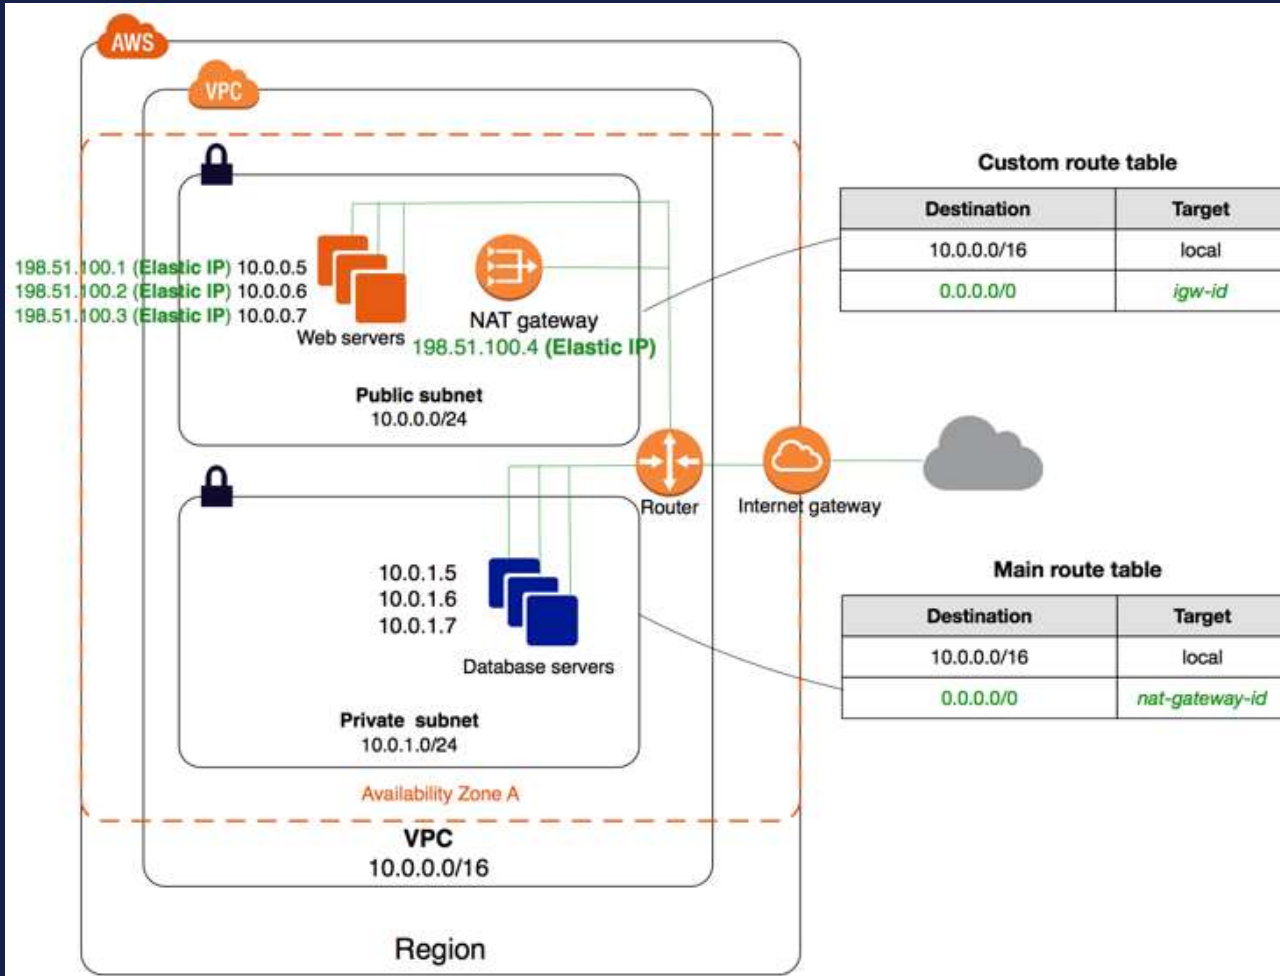 AWS
VPC
Custom route table
Destination Target
10.0.0.0/16 local
0.0.0.0/0 igw-id
198.51.100.1 (Elastic IP) 10.0.0.5
198.51.100.2 (Elastic IP) 10.0.0.6
198.51.100.3 (Elastic IP) 10.0.0.7
Web servers
NAT gateway
198.51.100.4 (Elastic IP)
Public subnet
10.0.0.0/24
Router
Internet gateway
10.0.1.5
10.0.1.6
10.0.1.7
Database servers
Private subnet
10.0.1.0/24
Main route table
Destination Target
10.0.0.0/16 local
0.0.0.0/0 nat-gateway-id
Availability Zone A
VPC
10.0.0.0/16
Region